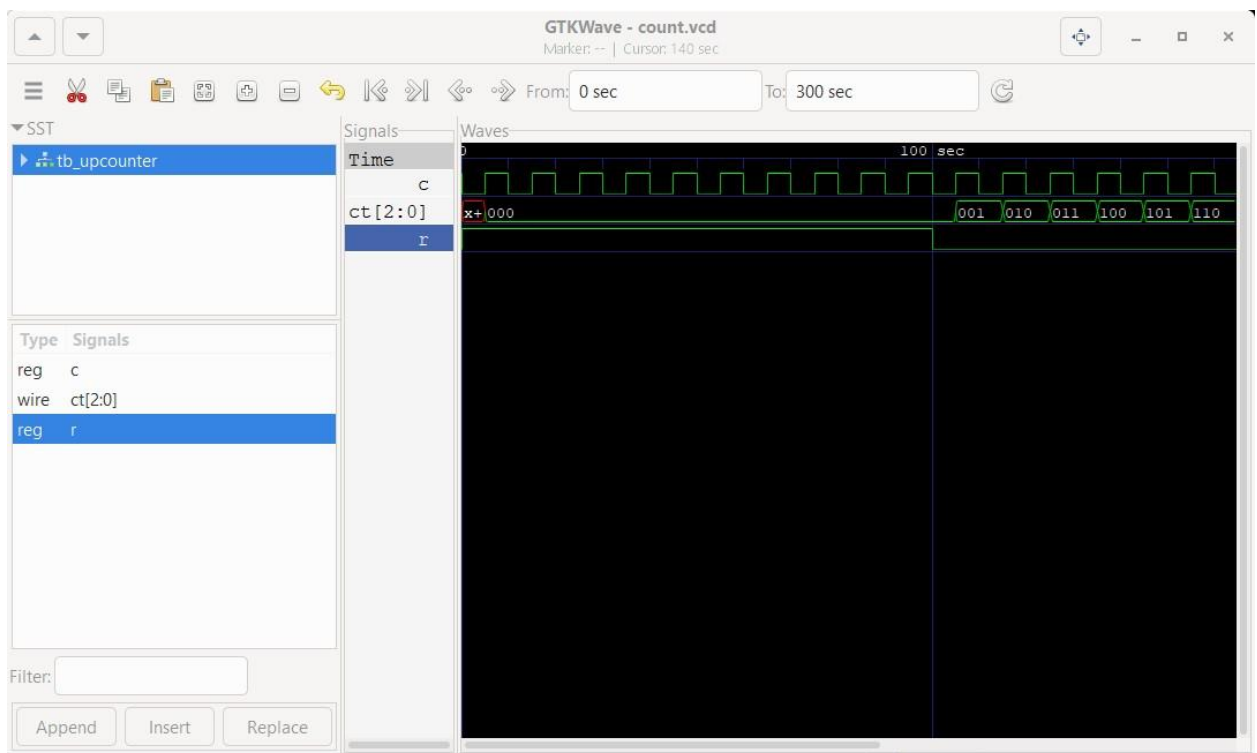 GTKWave - count.vcd
Marker: -- | Cursor: 140 sec
From: 0 sec To: 300 sec
SST
tb_upcounter
Type Signals
reg c
wire ct[2:0]
reg r
Filter:
Append Insert Replace
Signals
Time
c
ct[2:0]
r
Waves
0 100 sec
x+ 000 001 010 011 100 101 110